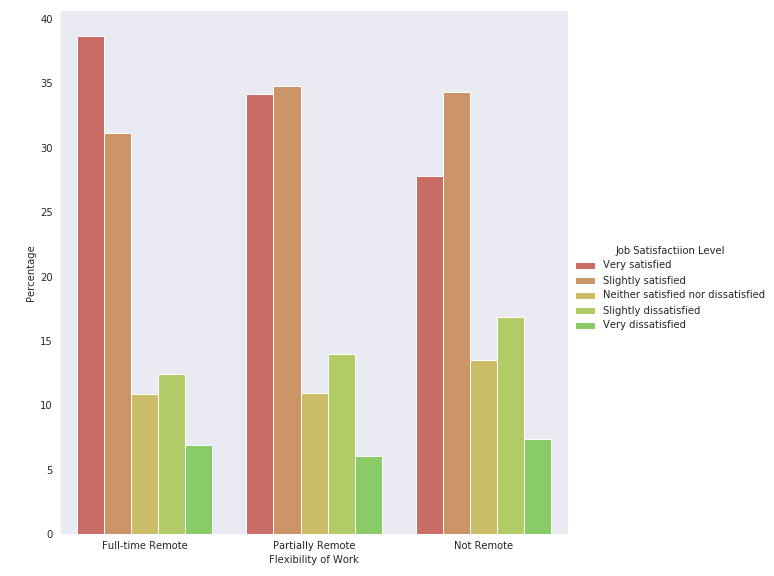 40
35
30
25
20
15
10
5
0
Percentage
Full-time Remote
Partially Remote
Not Remote
Flexibility of Work
Job Satisfactiion Level
Very satisfied
Slightly satisfied
Neither satisfied nor dissatisfied
Slightly dissatisfied
Very dissatisfied